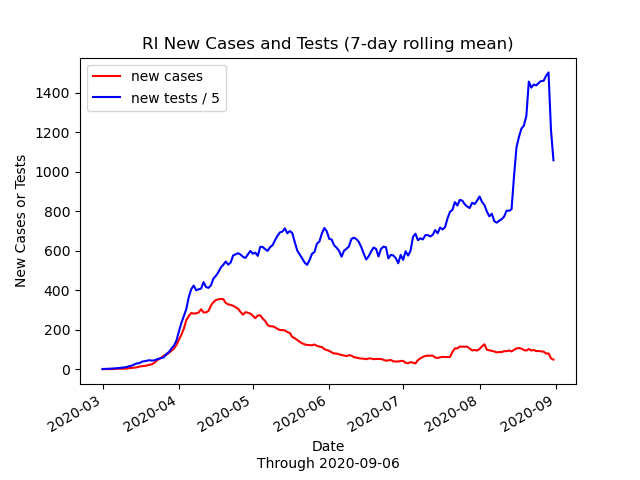 RI New Cases and Tests (7-day rolling mean)
new cases
new tests / 5
New Cases or Tests
1400
1200
1000
800
600
400
200
0
2020-03
2020-04
2020-05
2020-06
2020-07
2020-08
2020-09
Date
Through 2020-09-06